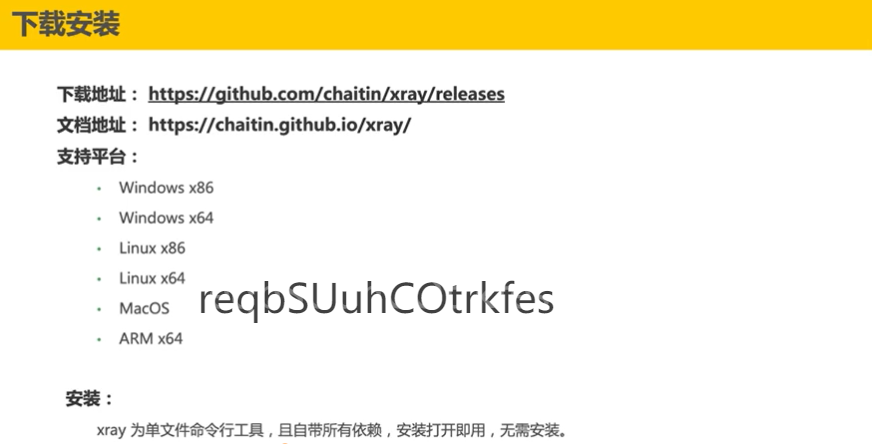 下载安装
下载地址： https://github.com/chaitin/xray/releases
文档地址： https://chaitin.github.io/xray/
支持平台：
• Windows x86
• Windows x64
• Linux x86
• Linux x64
• MacOS
reqbSUuhCOtrkfes
• ARM x64
安装：
xray 为单文件命令行工具，且自带所有依赖，安装打开即用，无需安装。